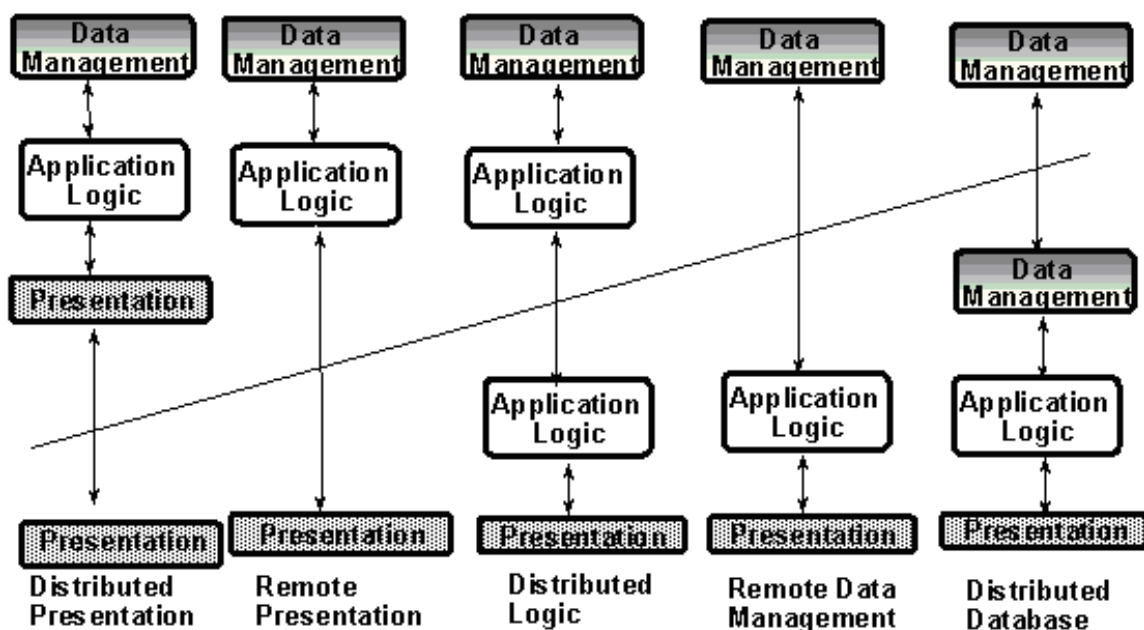 Data
Management
Application
Logic
Presentation
Presentation
Distributed
Presentation
Data
Management
Application
Logic
Presentation
Remote
Presentation
Data
Management
Application
Logic
Application
Logic
Presentation
Distributed
Logic
Data
Management
Application
Logic
Presentation
Remote Data
Management
Data
Management
Data
Management
Application
Logic
Presentation
Distributed
Database